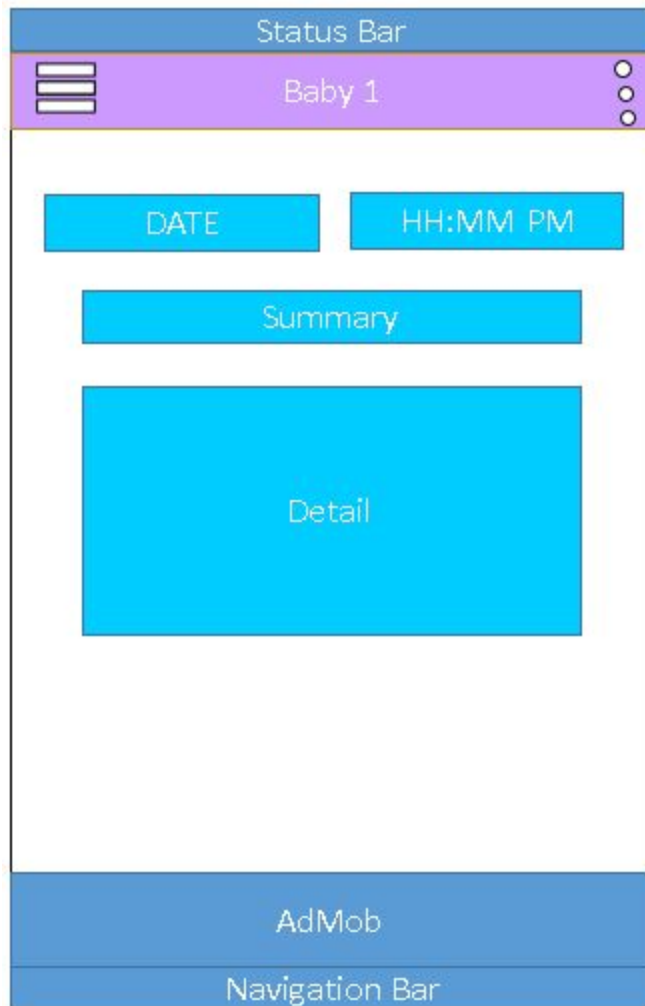 Status Bar
Baby 1
DATE HH:MM PM
Summary
Detail
AdMob
Navigation Bar